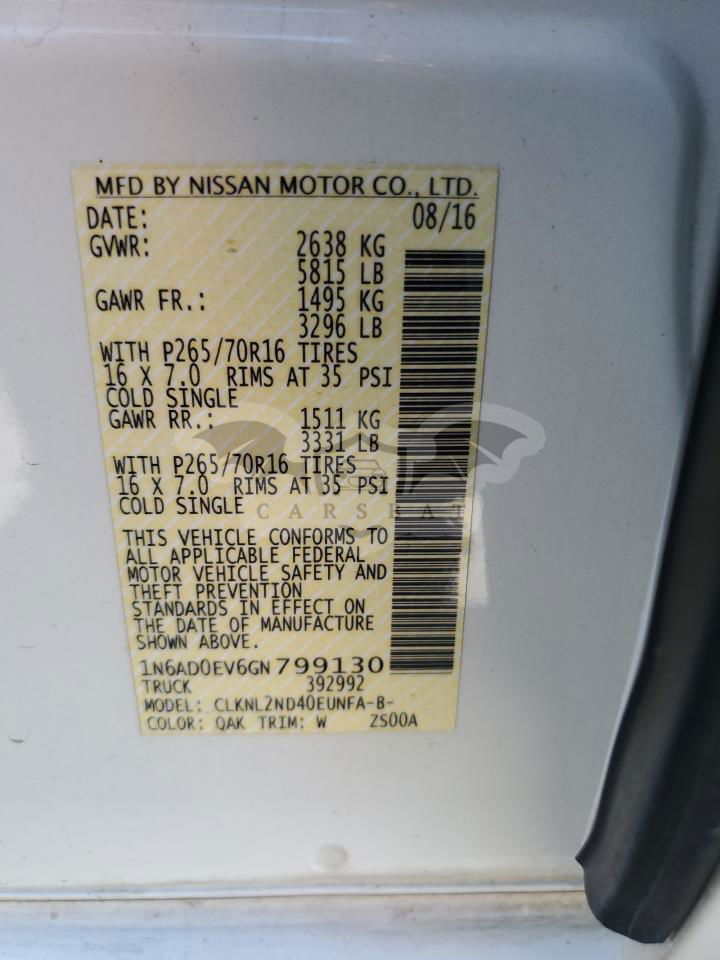 MFD BY NISSAN MOTOR CO., LTD.
DATE: 08/16
GVWR: 2638 KG
5815 LB
GAWR FR.: 1495 KG
3296 LB
WITH P265/70R16 TIRES
16 X 7.0 RIMS AT 35 PSI
COLD SINGLE
GAWR RR.: 1511 KG
3331 LB
WITH P265/70R16 TIRES
16 X 7.0 RIMS AT 35 PSI
COLD SINGLE
CARSEAT
THIS VEHICLE CONFORMS TO
ALL APPLICABLE FEDERAL
MOTOR VEHICLE SAFETY AND
THEFT PREVENTION
STANDARDS IN EFFECT ON
THE DATE OF MANUFACTURE
SHOWN ABOVE.
1N6AD0EV6GN799130
TRUCK 392992
MODEL: CLKNL2ND40EUNFA-B-
COLOR: QAK TRIM: W ZS00A